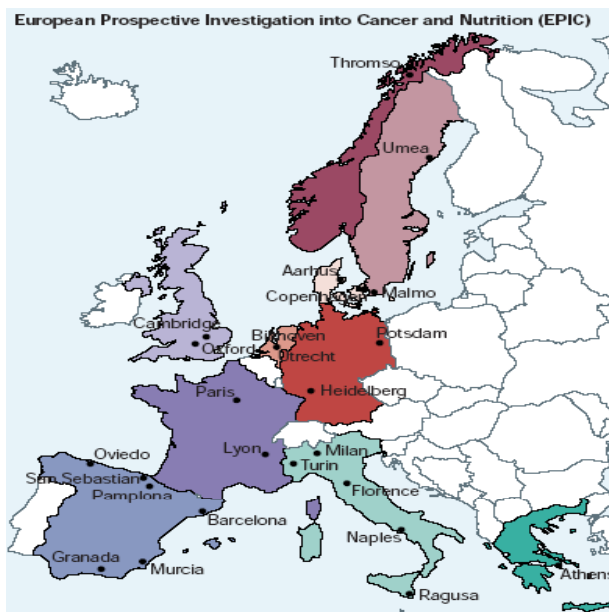 European Prospective Investigation into Cancer and Nutrition (EPIC)
Thromso
Umea
Aarhus
Copenhagen
Malmo
Cambridge
Oxford
Bilthoven
Utrecht
Potsdam
Paris
Heidelberg
Lyon
Milan
Turin
Oviedo
San Sebastian
Pamplona
Florence
Barcelona
Naples
Granada
Murcia
Athens
Ragusa